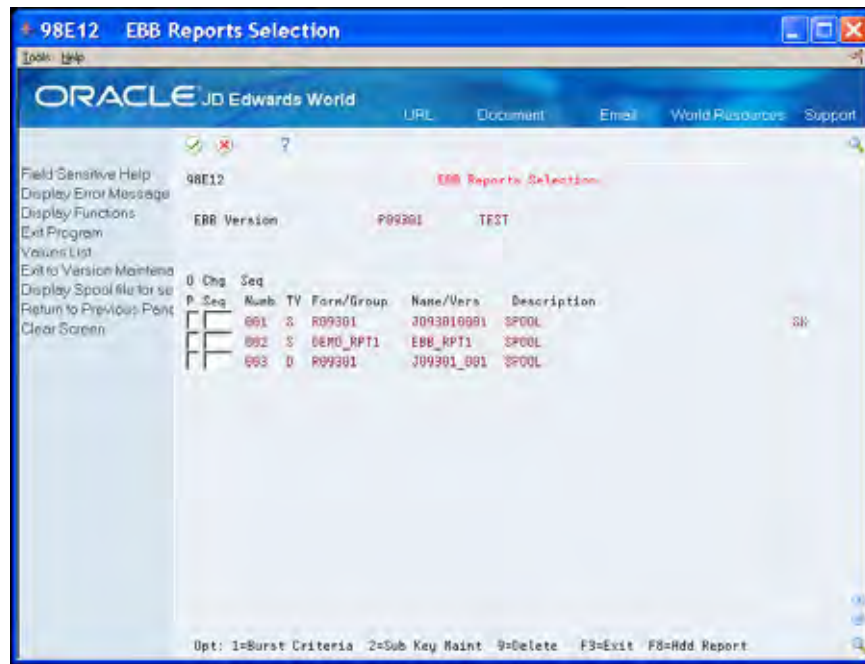 98E12 EBB Reports Selection
Tools Help
ORACLE JD Edwards World
URL Document Email World Resources Support
?
Field Sensitive Help
Display Error Message
Display Functions
Exit Program
Values List
Exit to Version Maintena
Display Spool file for se
Return to Previous Pane
Clear Screen
98E12 EBB Reports Selection
EBB Version P09301 TEST
O Chg Seq
P Seq Numb TV Form/Group Name/Vers Description
001 S R09301 J093010001 SPOOL
002 S DEMO_RPT1 EBB_RPT1 SPOOL
003 D R09301 J09301_001 SPOOL
Opt: 1=Burst Criteria 2=Sub Key Maint 9=Delete F3=Exit F8=Add Report